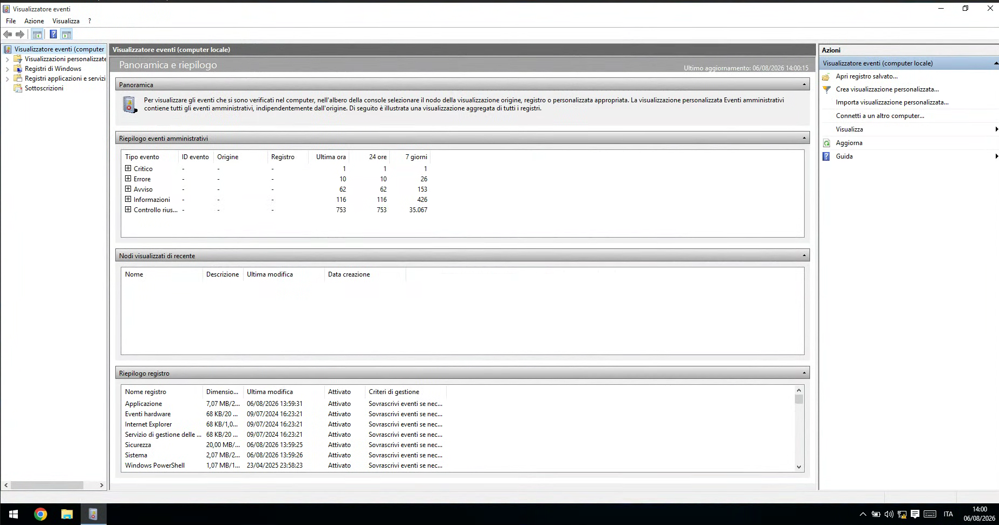 Visualizzatore eventi
File Azione Visualizza ?
Visualizzatore eventi (computer
Visualizzazioni personalizzate
Registri di Windows
Registri applicazioni e servizi
Sottoscrizioni
Visualizzatore eventi (computer locale)
Panoramica e riepilogo
Ultimo aggiornamento: 06/08/2026 14:00:15
Panoramica
Per visualizzare gli eventi che si sono verificati nel computer, nell'albero della console selezionare il nodo della visualizzazione origine, registro o personalizzata appropriata. La visualizzazione personalizzata Eventi amministrativi
contiene tutti gli eventi amministrativi, indipendentemente dall'origine. Di seguito è illustrata una visualizzazione aggregata di tutti i registri.
Riepilogo eventi amministrativi
Tipo evento ID evento Origine Registro Ultima ora 24 ore 7 giorni
Critico - - - 1 1 1
Errore - - - 10 10 26
Avviso - - - 62 62 153
Informazioni - - - 116 116 426
Controllo rius... - - - 753 753 35.067
Nodi visualizzati di recente
Nome Descrizione Ultima modifica Data creazione
Riepilogo registro
Nome registro Dimensio... Ultima modifica Attivato Criteri di gestione
Applicazione 7,07 MB/2... 06/08/2026 13:59:31 Attivato Sovrascrivi eventi se nec...
Eventi hardware 68 KB/20 ... 09/07/2024 16:23:21 Attivato Sovrascrivi eventi se nec...
Internet Explorer 68 KB/1,0... 09/07/2024 16:23:21 Attivato Sovrascrivi eventi se nec...
Servizio di gestione delle ... 68 KB/20 ... 09/07/2024 16:23:21 Attivato Sovrascrivi eventi se nec...
Sicurezza 20,00 MB/... 06/08/2026 13:59:25 Attivato Sovrascrivi eventi se nec...
Sistema 2,07 MB/2... 06/08/2026 13:59:26 Attivato Sovrascrivi eventi se nec...
Windows PowerShell 1,07 MB/1... 23/04/2025 23:58:23 Attivato Sovrascrivi eventi se nec...
Azioni
Visualizzatore eventi (computer locale)
Apri registro salvato...
Crea visualizzazione personalizzata...
Importa visualizzazione personalizzata...
Connetti a un altro computer...
Visualizza
Aggiorna
Guida
ITA
14:00
06/08/2026